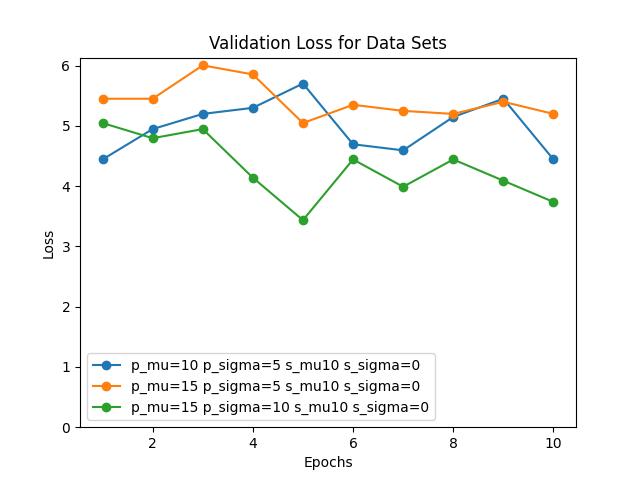 Validation Loss for Data Sets
6
5
4
3
2
1
0
Loss
p_mu=10 p_sigma=5 s_mu10 s_sigma=0
p_mu=15 p_sigma=5 s_mu10 s_sigma=0
p_mu=15 p_sigma=10 s_mu10 s_sigma=0
2 4 6 8 10
Epochs